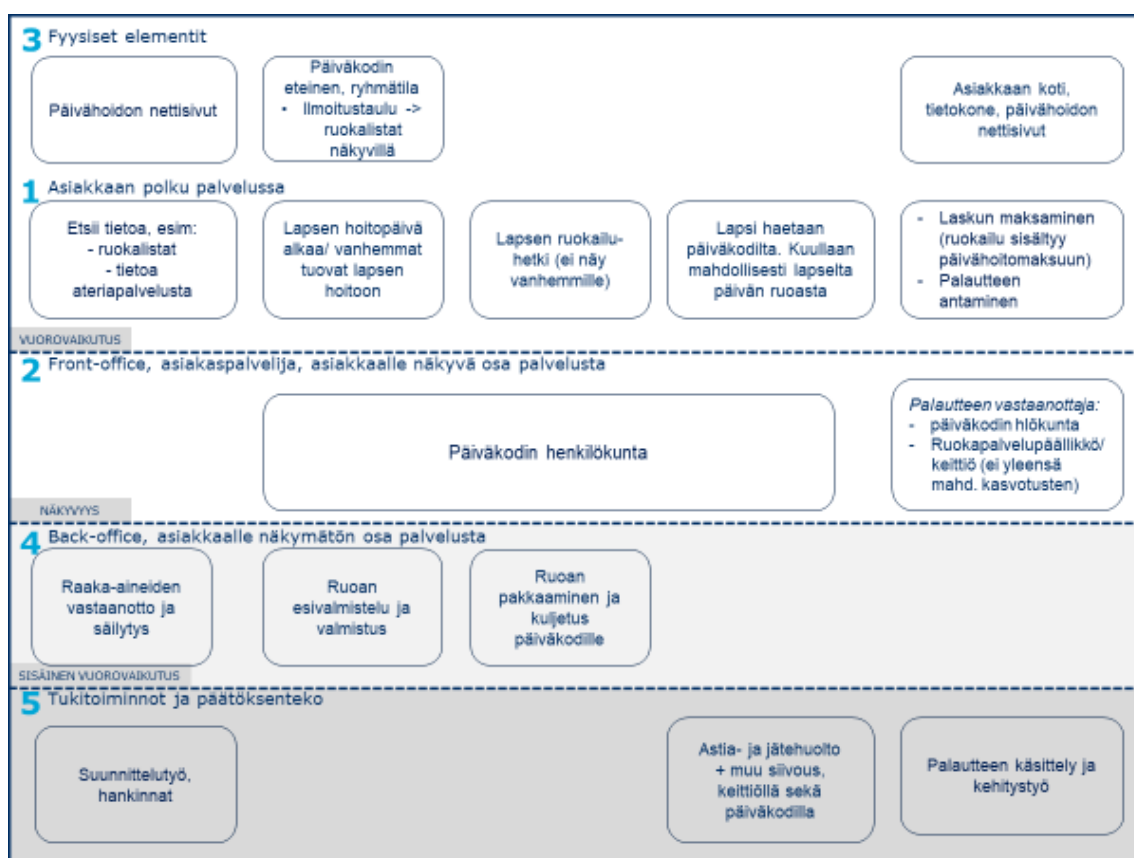 3 Fyysiset elementit
Päivähoidon nettisivut
Päiväkodin
eteinen, ryhmätila
• Ilmoitustaulu ->
ruokalistat
näkyvillä
Asiakkaan koti,
tietokone, päivähoidon
nettisivut
1 Asiakkaan polku palvelussa
Etsii tietoa, esim:
- ruokalistat
- tietoa
ateriapalvelusta
Lapsen hoitopäivä
alkaa/ vanhemmat
tuovat lapsen
hoitoon
Lapsen ruokailu-
hetki (ei näy
vanhemmille)
Lapsi haetaan
päiväkodilta. Kuullaan
mahdollisesti lapselta
päivän ruoasta
- Laskun maksaminen
(ruokailu sisältyy
päivähoitomaksuun)
- Palautteen
antaminen
VUOROVAIKUTUS
2 Front-office, asiakaspalvelija, asiakkaalle näkyvä osa palvelusta
Päiväkodin henkilökunta
Palautteen vastaanottaja:
- päiväkodin hlökunta
- Ruokapalvelupäällikkö/
keittiö (ei yleensä
mahd. kasvotusten)
NÄKYVYYS
4 Back-office, asiakkaalle näkymätön osa palvelusta
Raaka-aineiden
vastaanotto ja
säilytys
Ruoan
esivalmistelu ja
valmistus
Ruoan
pakkaaminen ja
kuljetus
päiväkodille
SISÄINEN VUOROVAIKUTUS
5 Tukitoiminnot ja päätöksenteko
Suunnittelutyö,
hankinnat
Astia- ja jätehuolto
+ muu siivous,
keittiöllä sekä
päiväkodilla
Palautteen käsittely ja
kehitystyö